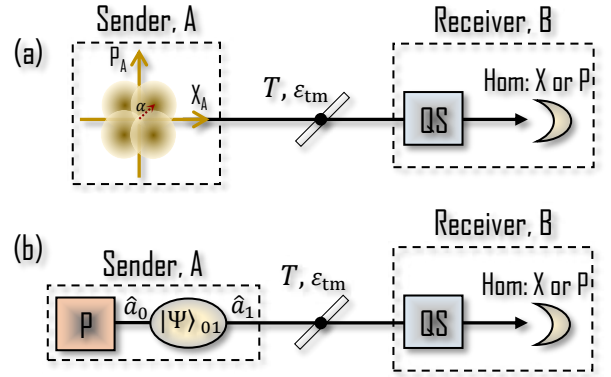 (a)
Sender, A
Receiver, B
P_A
X_A
α
T, ε_tm
QS
Hom: X or P
(b)
Sender, A
Receiver, B
P
â_0
|Ψ⟩_01
â_1
T, ε_tm
QS
Hom: X or P